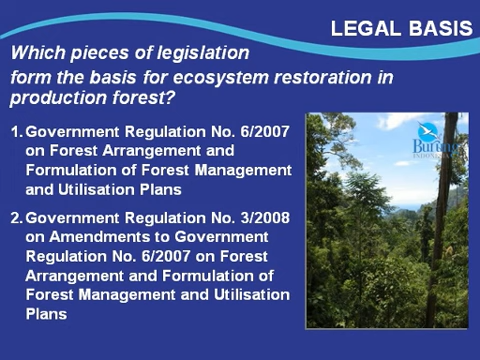 LEGAL BASIS
Which pieces of legislation
form the basis for ecosystem restoration in
production forest?
1. Government Regulation No. 6/2007
on Forest Arrangement and
Formulation of Forest Management
and Utilisation Plans
2. Government Regulation No. 3/2008
on Amendments to Government
Regulation No. 6/2007 on Forest
Arrangement and Formulation of
Forest Management and Utilisation
Plans
Burung
INDONESIA